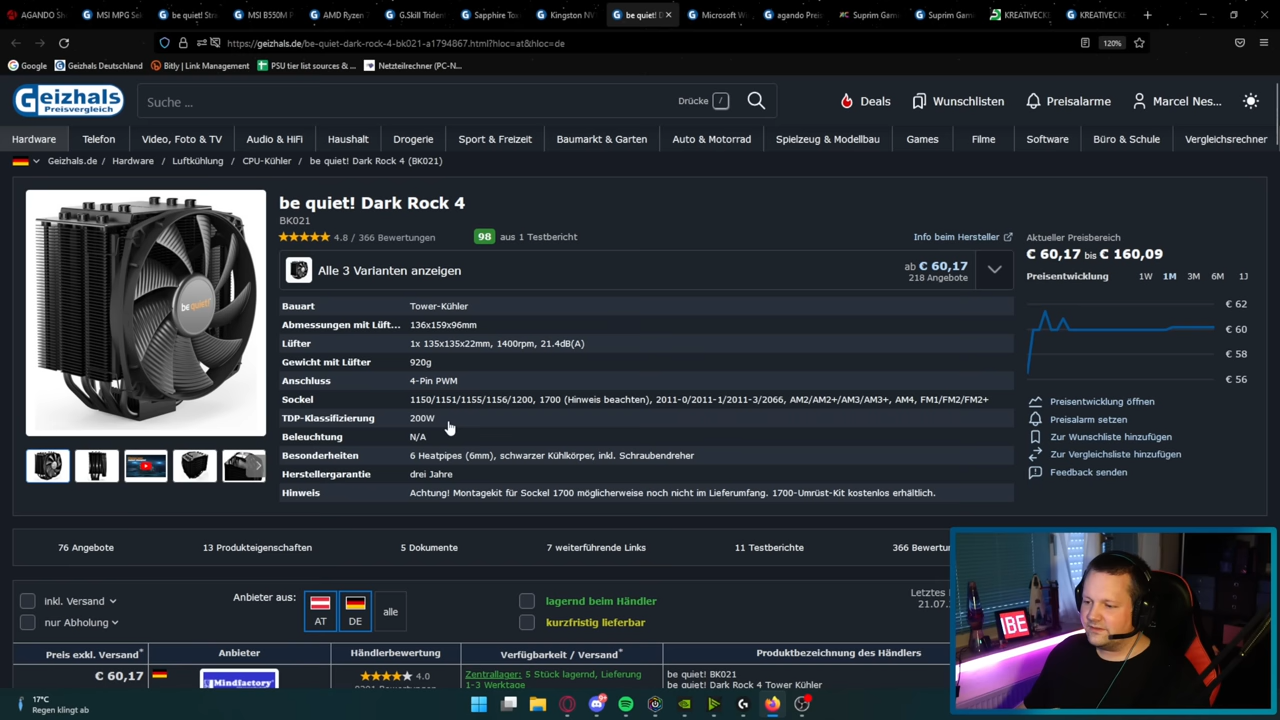 AGANDO Shop
MSI MPG Sek
be quiet! Stra
MSI B550M P
AMD Ryzen 7
G.Skill Trident
Sapphire Tox
Kingston NV
be quiet! D
Microsoft Wi
agando Preis
Suprim Game
Suprim Gam
KREATIVECK
KREATIVECKE
https://geizhals.de/be-quiet-dark-rock-4-bk021-a1794867.html?hloc=at&hloc=de
120%
Google
Geizhals Deutschland
Bitly | Link Management
PSU tier list sources & ...
Netzteilrechner (PC-N...
Geizhals
Preisvergleich
Suche ...
Drücke /
Deals
Wunschlisten
Preisalarme
Marcel Nes...
Hardware
Telefon
Video, Foto & TV
Audio & HiFi
Haushalt
Drogerie
Sport & Freizeit
Baumarkt & Garten
Auto & Motorrad
Spielzeug & Modellbau
Games
Filme
Software
Büro & Schule
Vergleichsrechner
Geizhals.de / Hardware / Luftkühlung / CPU-Kühler / be quiet! Dark Rock 4 (BK021)
be quiet! Dark Rock 4
BK021
4.8 / 366 Bewertungen
98 aus 1 Testbericht
Info beim Hersteller
Alle 3 Varianten anzeigen
ab € 60,17
218 Angebote
Bauart Tower-Kühler
Abmessungen mit Lüft... 136x159x96mm
Lüfter 1x 135x135x22mm, 1400rpm, 21.4dB(A)
Gewicht mit Lüfter 920g
Anschluss 4-Pin PWM
Sockel 1150/1151/1155/1156/1200, 1700 (Hinweis beachten), 2011-0/2011-1/2011-3/2066, AM2/AM2+/AM3/AM3+, AM4, FM1/FM2/FM2+
TDP-Klassifizierung 200W
Beleuchtung N/A
Besonderheiten 6 Heatpipes (6mm), schwarzer Kühlkörper, inkl. Schraubendreher
Herstellergarantie drei Jahre
Hinweis Achtung! Montagekit für Sockel 1700 möglicherweise noch nicht im Lieferumfang. 1700-Umrüst-Kit kostenlos erhältlich.
Aktueller Preisbereich
€ 60,17 bis € 160,09
Preisentwicklung 1W 1M 3M 6M 1J
€ 62
€ 60
€ 58
€ 56
Preisentwicklung öffnen
Preisalarm setzen
Zur Wunschliste hinzufügen
Zur Vergleichsliste hinzufügen
Feedback senden
be quiet!
76 Angebote
13 Produkteigenschaften
5 Dokumente
7 weiterführende Links
11 Testberichte
366 Bewertun
inkl. Versand
nur Abholung
Anbieter aus:
AT
DE
alle
lagernd beim Händler
kurzfristig lieferbar
Letztes
21.07.
Preis exkl. Versand*
Anbieter
Händlerbewertung
Verfügbarkeit / Versand*
Produktbezeichnung des Händlers
€ 60,17
Mindfactory
4.0
Zentrallager: 5 Stück lagernd, Lieferung
1-3 Werktage
be quiet! BK021
be quiet! Dark Rock 4 Tower Kühler
17°C
Regen klingt ab